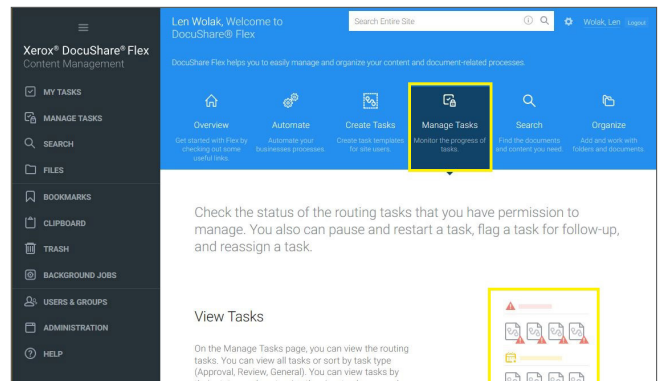 Xerox® DocuShare® Flex
Content Management
MY TASKS
MANAGE TASKS
SEARCH
FILES
BOOKMARKS
CLIPBOARD
TRASH
BACKGROUND JOBS
USERS & GROUPS
ADMINISTRATION
HELP
Len Wolak, Welcome to
DocuShare® Flex
Search Entire Site
Wolak, Len Logout
DocuShare Flex helps you to easily manage and organize your content and document-related processes.
Overview
Get started with Flex by
checking out some
useful links.
Automate
Automate your
businesses processes.
Create Tasks
Create task templates
for site users.
Manage Tasks
Monitor the progress of
tasks.
Search
Find the documents
and content you need.
Organize
Add and work with
folders and documents.
Check the status of the routing tasks that you have permission to
manage. You also can pause and restart a task, flag a task for follow-up,
and reassign a task.
View Tasks
On the Manage Tasks page, you can view the routing
tasks. You can view all tasks or sort by task type
(Approval, Review, General). You can view tasks by